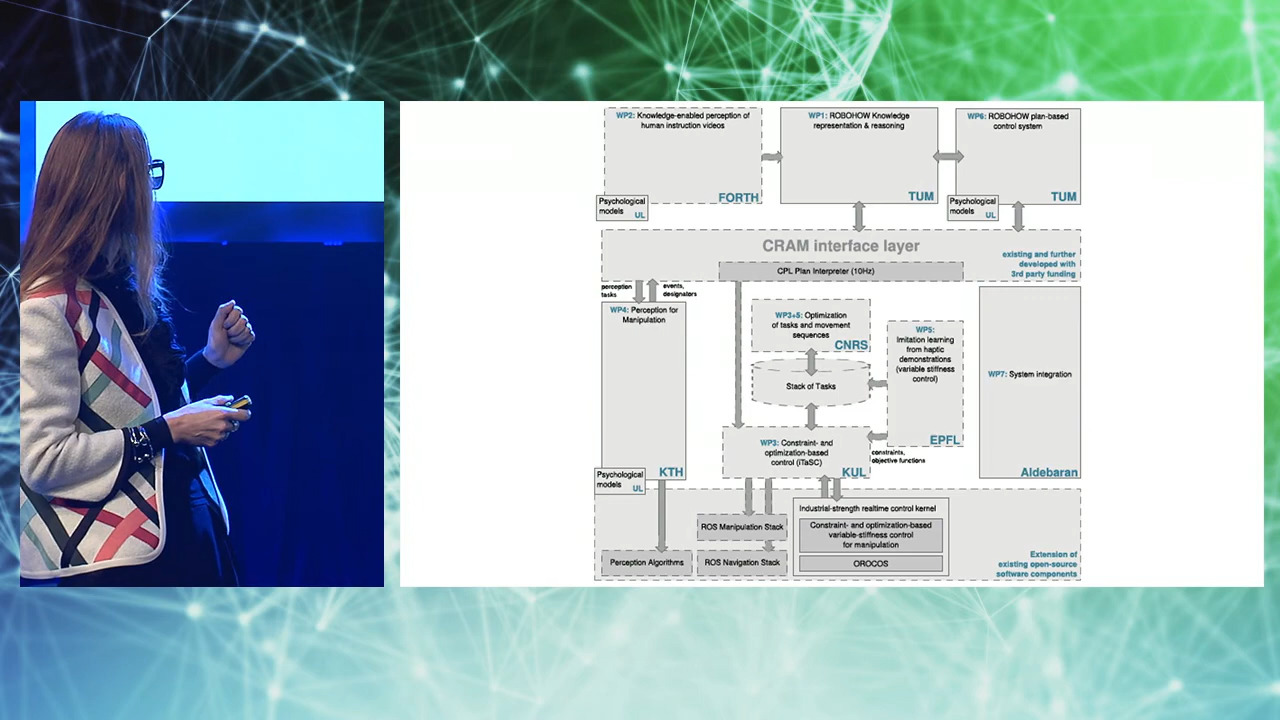 WP2: Knowledge-enabled perception of
human instruction videos
FORTH
Psychological
models
UL
WP1: ROBOHOW Knowledge
representation & reasoning
TUM
WP6: ROBOHOW plan-based
control system
TUM
Psychological
models
UL
CRAM interface layer
CPL Plan Interpreter (10Hz)
existing and further
developed with
3rd party funding
perception
tasks
events,
designators
WP4: Perception for
Manipulation
KTH
Psychological
models
UL
WP3+5: Optimization
of tasks and movement
sequences
CNRS
Stack of Tasks
WP5:
Imitation learning
from haptic
demonstrations
(variable stiffness
control)
EPFL
constraints,
objective functions
WP3: Constraint- and
optimization-based
control (iTaSC)
KUL
WP7: System integration
Aldebaran
ROS Manipulation Stack
Perception Algorithms
ROS Navigation Stack
Industrial-strength realtime control kernel
Constraint- and optimization-based
variable-stiffness control
for manipulation
OROCOS
Extension of
existing open-source
software components